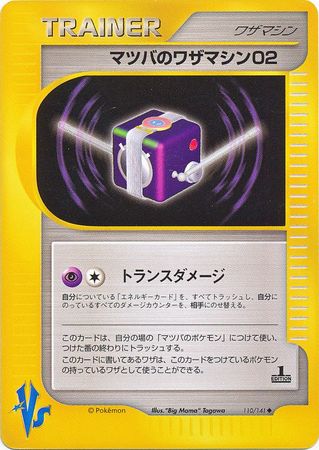 TRAINER
ワザマシン
マツバのワザマシン02
トランスダメージ
自分についている「エネルギーカード」を、すべてトラッシュし、自分に
のっているすべてのダメージカウンターを、相手にのせ替える。
このカードは、自分の場の「マツバのポケモン」につけて使い、
つけた番の終わりにトラッシュする。
このカードに書いてあるワザは、このカードをつけているポケモン
の持っているワザとして使うことができる。
1
EDITION
VS
©Pokémon
Illus."Big Mama" Tagawa
110/141